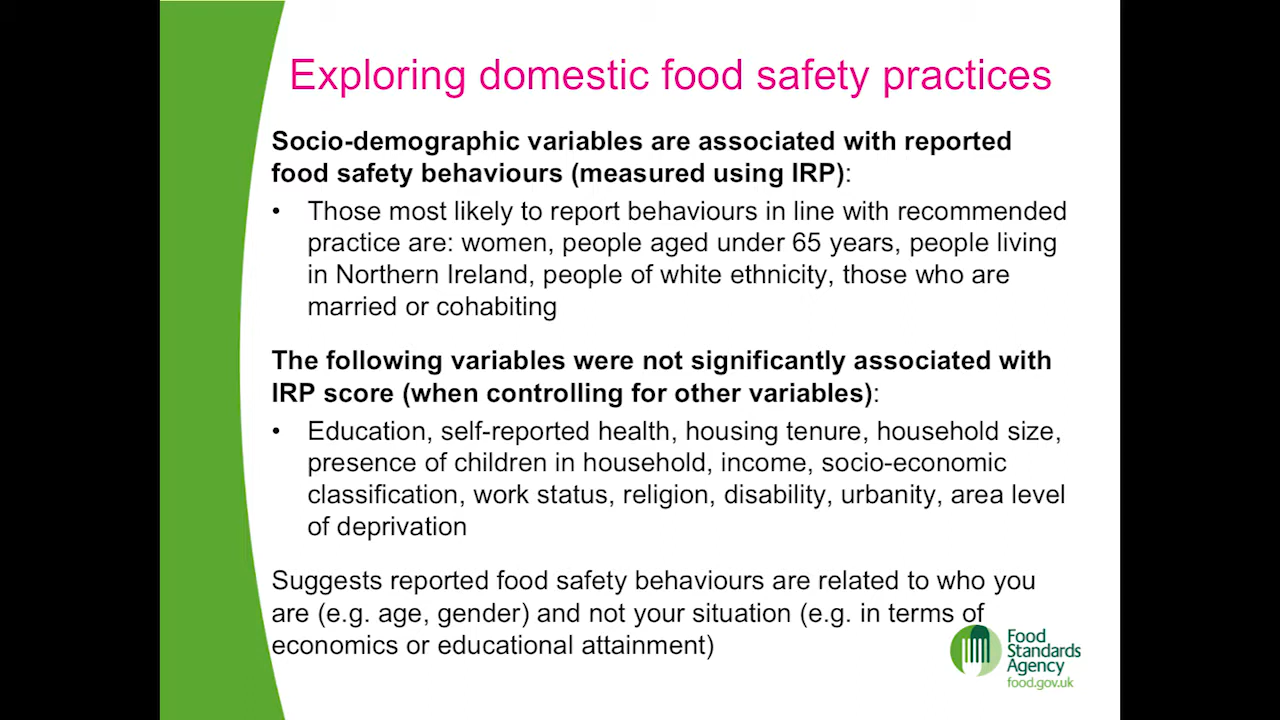 Exploring domestic food safety practices
Socio-demographic variables are associated with reported
food safety behaviours (measured using IRP):
• Those most likely to report behaviours in line with recommended
practice are: women, people aged under 65 years, people living
in Northern Ireland, people of white ethnicity, those who are
married or cohabiting
The following variables were not significantly associated with
IRP score (when controlling for other variables):
• Education, self-reported health, housing tenure, household size,
presence of children in household, income, socio-economic
classification, work status, religion, disability, urbanity, area level
of deprivation
Suggests reported food safety behaviours are related to who you
are (e.g. age, gender) and not your situation (e.g. in terms of
economics or educational attainment)
Food
Standards
Agency
food.gov.uk